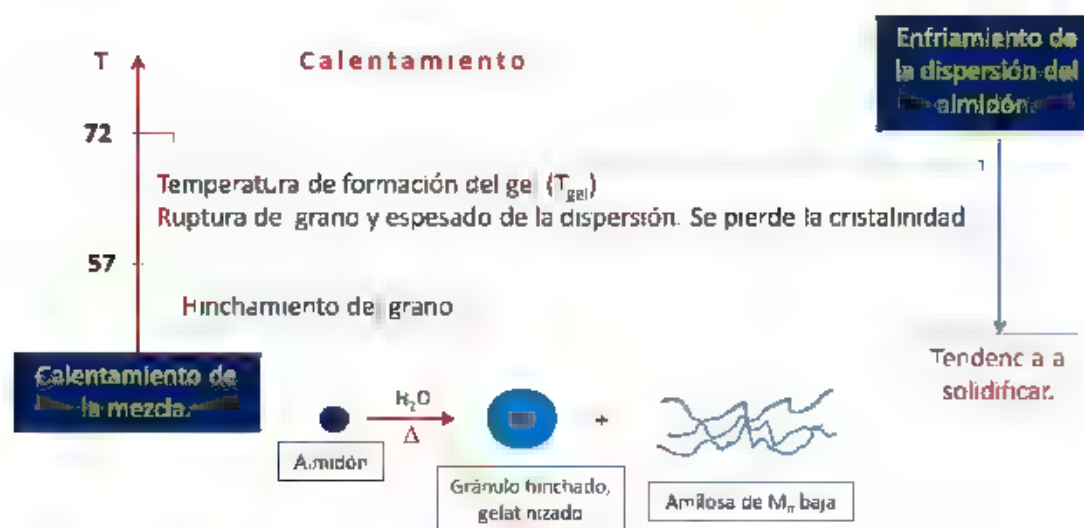 T
Calentamiento
Enfriamiento de
la dispersión del
almidón
72
Temperatura de formación del gel (Tgel)
Ruptura de grano y espesado de la dispersión. Se pierde la cristalinidad
57
Hinchamiento del grano
Calentamiento de
la mezcla.
Tendencia a
solidificar.
H₂O
Δ
+
Almidón
Gránulo hinchado,
gelatinizado
Amilosa de Mm baja